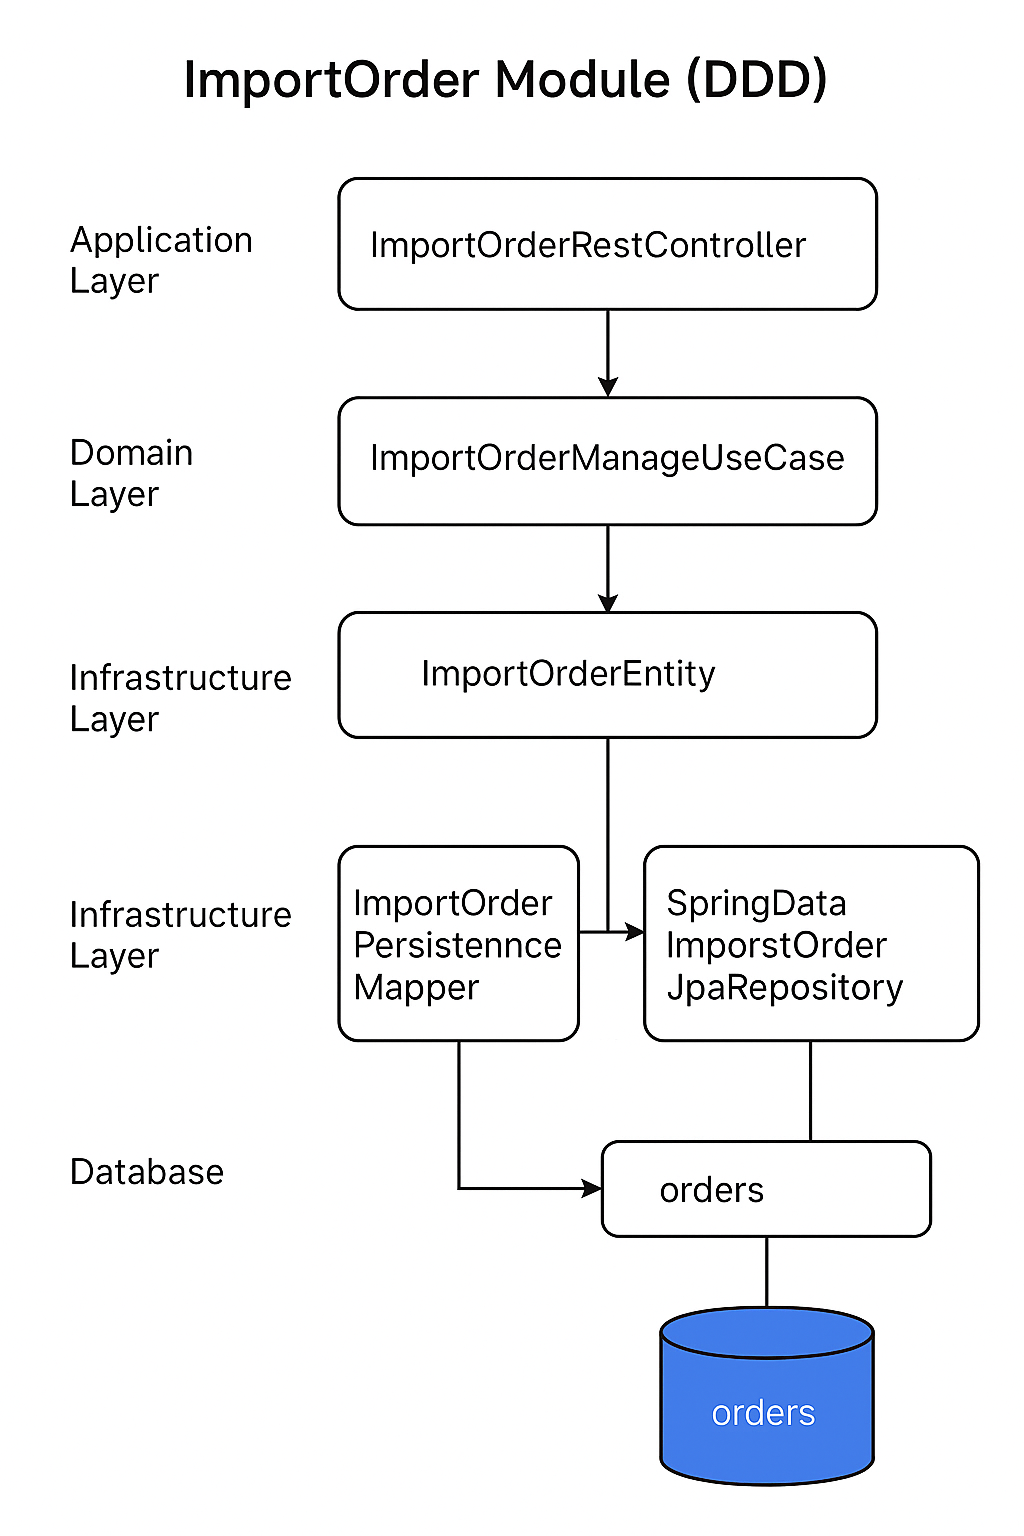 ImportOrder Module (DDD)
Application
Layer
ImportOrderRestController
Domain
Layer
ImportOrderManageUseCase
Infrastructure
Layer
ImportOrderEntity
Infrastructure
Layer
ImportOrder
Persistennce
Mapper
SpringData
ImporstOrder
JpaRepository
Database
orders
orders